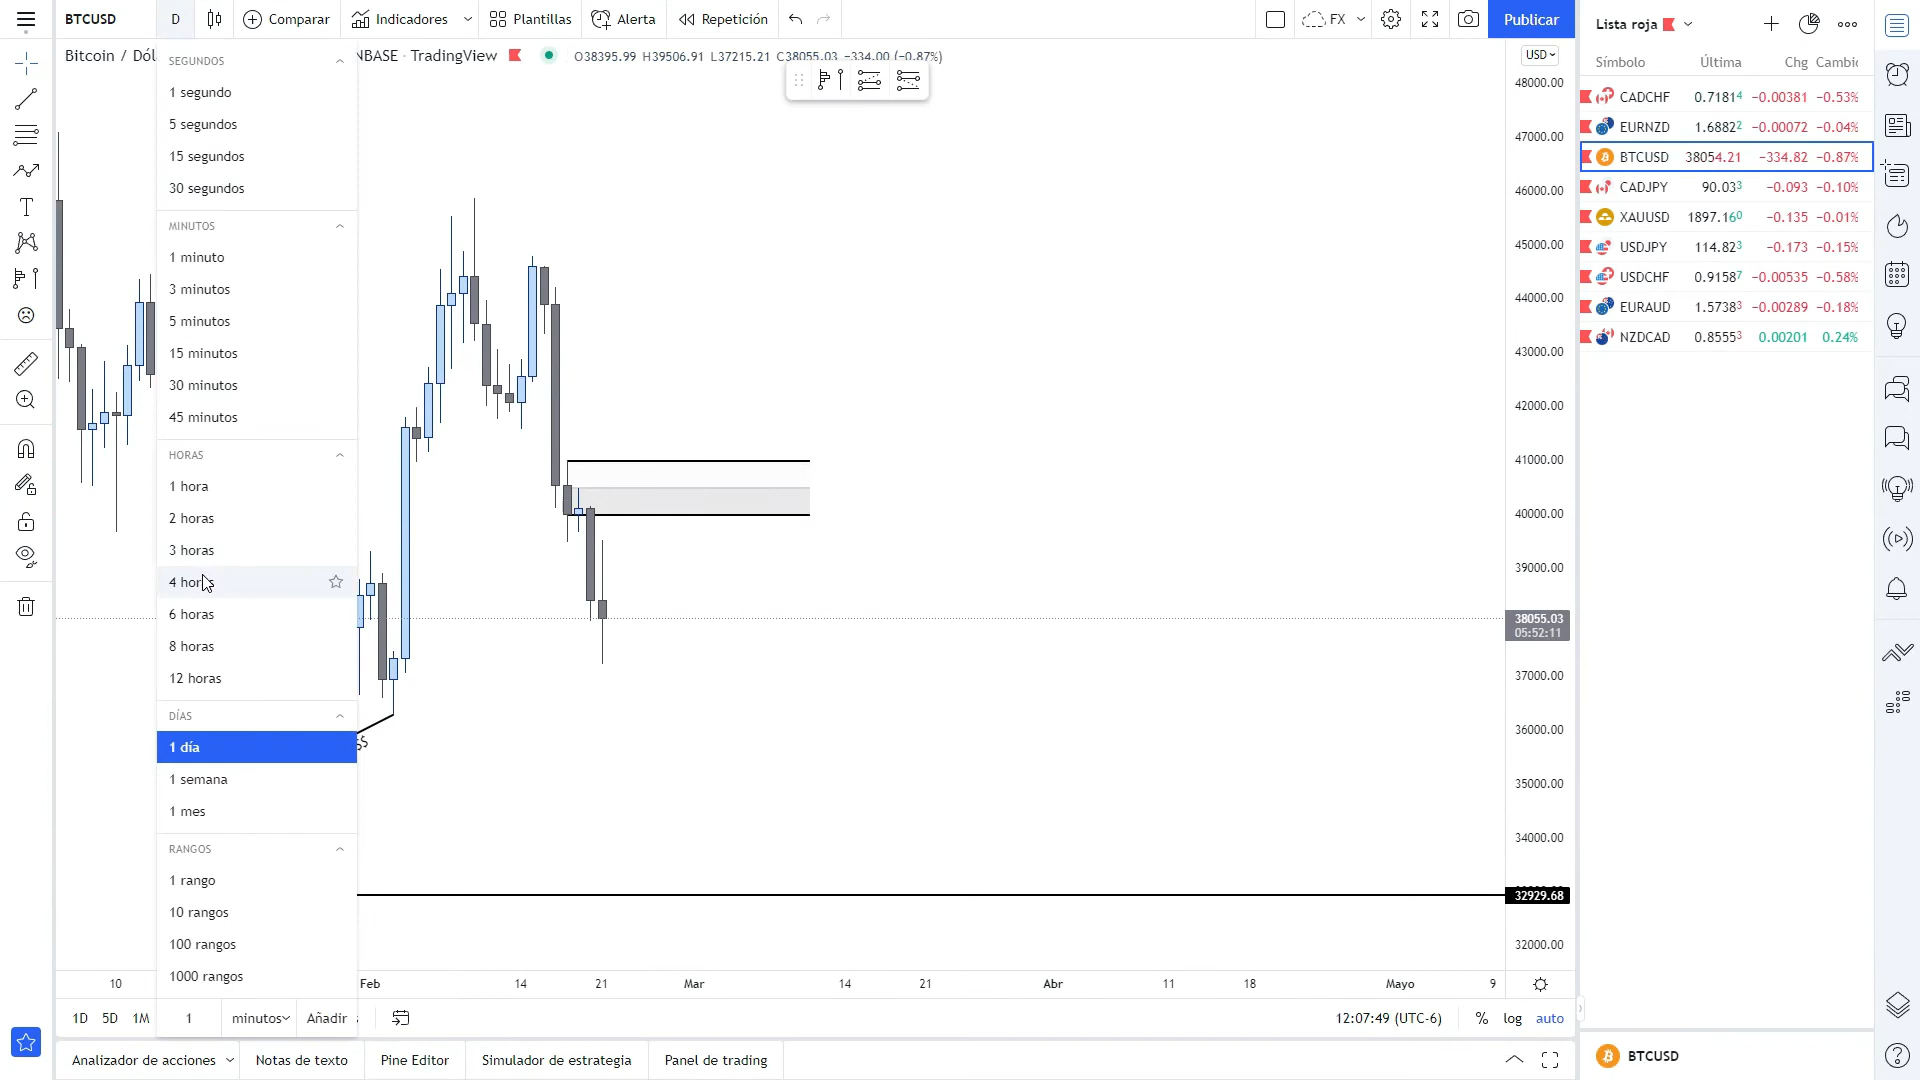 BTCUSD D Comparar Indicadores Plantillas Alerta Repetición FX Publicar
Bitcoin / Dól NBASE · TradingView O38395.99 H39506.91 L37215.21 C38055.03 −334.00 (−0.87%)
SEGUNDOS
1 segundo
5 segundos
15 segundos
30 segundos
MINUTOS
1 minuto
3 minutos
5 minutos
15 minutos
30 minutos
45 minutos
HORAS
1 hora
2 horas
3 horas
4 horas
6 horas
8 horas
12 horas
DÍAS
1 día
1 semana
1 mes
RANGOS
1 rango
10 rangos
100 rangos
1000 rangos
$
USD
48000.00
47000.00
46000.00
45000.00
44000.00
43000.00
42000.00
41000.00
40000.00
39000.00
38055.03
05:52:11
37000.00
36000.00
35000.00
34000.00
32929.68
32000.00
10 Feb 14 21 Mar 14 21 Abr 11 18 Mayo 9
1D 5D 1M 1 minutos Añadir 12:07:49 (UTC-6) % log auto
Analizador de acciones Notas de texto Pine Editor Simulador de estrategia Panel de trading
Lista roja
Símbolo Última Chg Cambio
CADCHF 0.71814 −0.00381 −0.53%
EURNZD 1.68822 −0.00072 −0.04%
BTCUSD 38054.21 −334.82 −0.87%
CADJPY 90.033 −0.093 −0.10%
XAUUSD 1897.160 −0.135 −0.01%
USDJPY 114.823 −0.173 −0.15%
USDCHF 0.91587 −0.00535 −0.58%
EURAUD 1.57383 −0.00289 −0.18%
NZDCAD 0.85553 0.00201 0.24%
BTCUSD